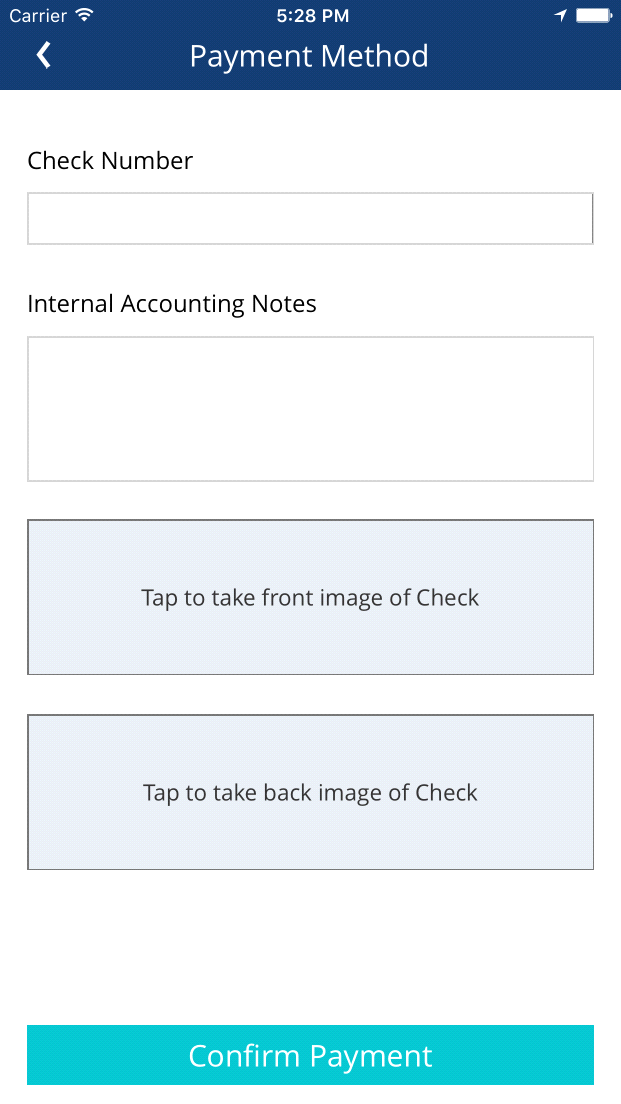 Carrier 5:28 PM
Payment Method
Check Number
Internal Accounting Notes
Tap to take front image of Check
Tap to take back image of Check
Confirm Payment